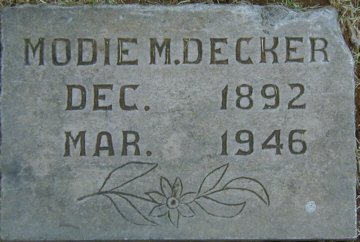 MODIE M. DECKER
DEC. 1892
MAR. 1946